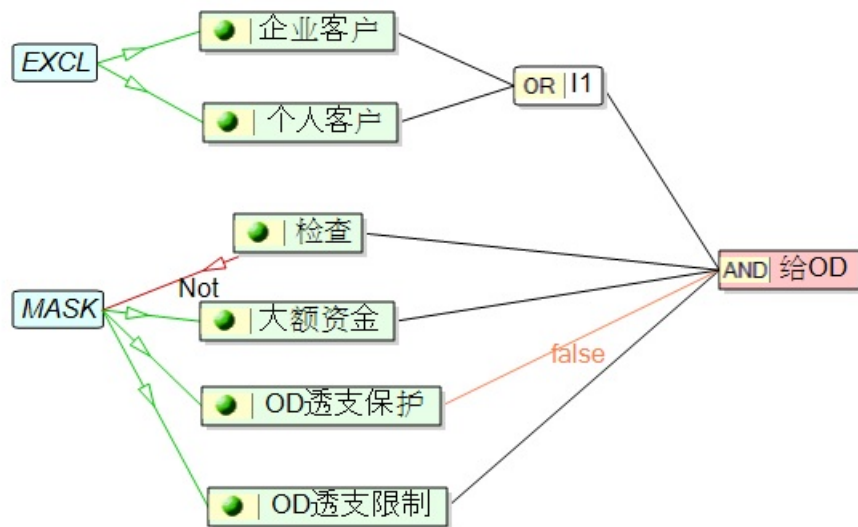 EXCL
企业客户
个人客户
OR I1
检查
Not
MASK
大额资金
AND 给OD
false
OD透支保护
OD透支限制